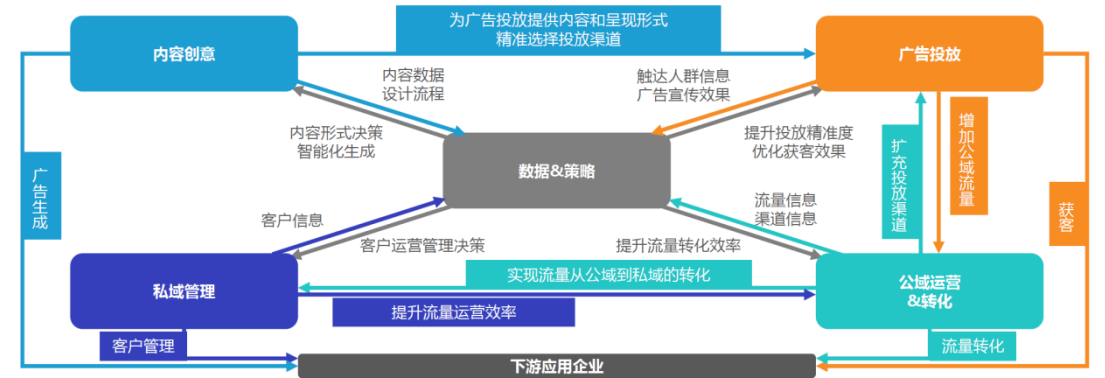 为广告投放提供内容和呈现形式
精准选择投放渠道
内容创意
广告投放
内容数据
设计流程
触达人群信息
广告宣传效果
内容形式决策
智能化生成
提升投放精准度
优化获客效果
增加公域流量
扩充投放渠道
数据&策略
广告生成
获客
客户信息
流量信息
渠道信息
客户运营管理决策
提升流量转化效率
私域管理
实现流量从公域到私域的转化
公域运营
&转化
提升流量运营效率
客户管理
流量转化
下游应用企业